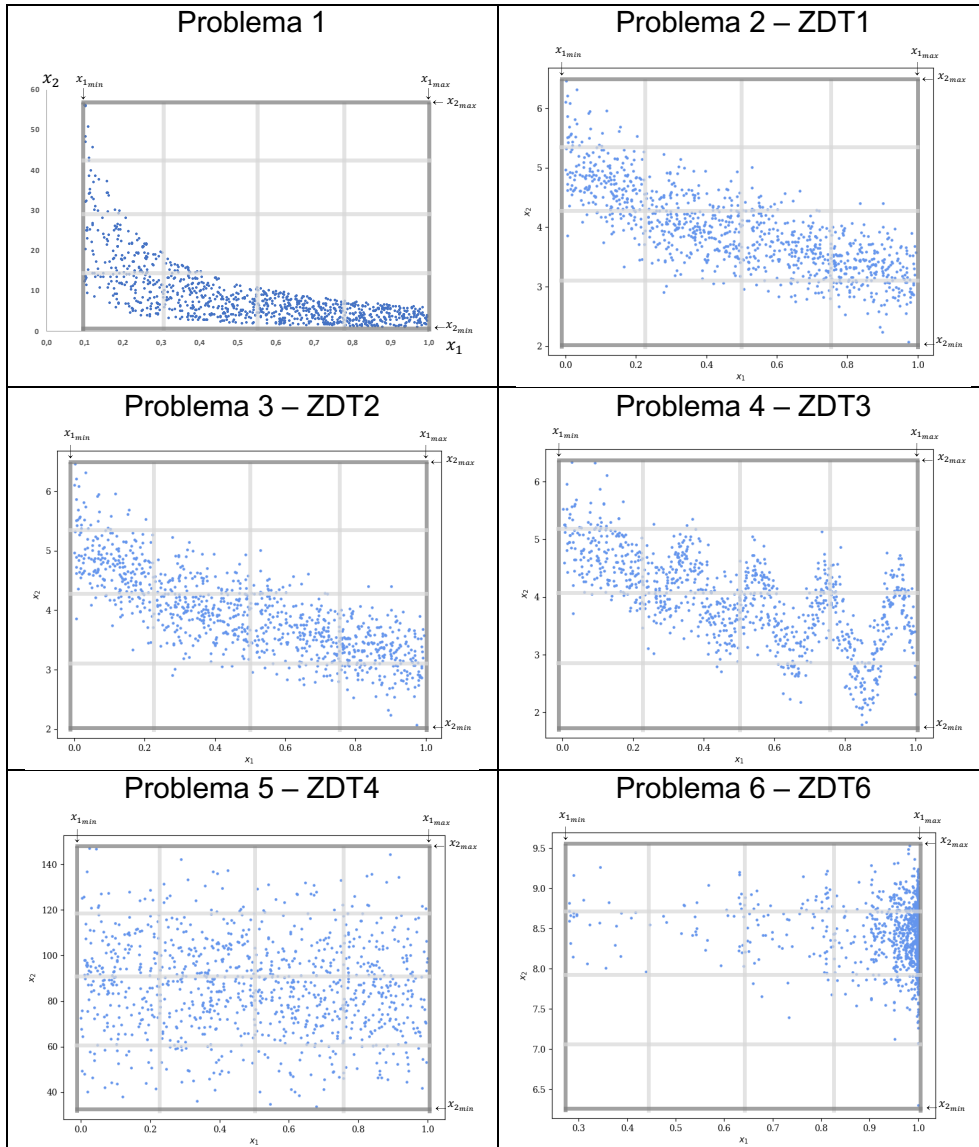 Problema 1
x₁ₘᵢₙ
x₁ₘₐₓ
x₂
x₂ₘₐₓ
60
50
40
30
20
10
0
x₂ₘᵢₙ
0,0
0,1
0,2
0,3
0,4
0,5
0,6
0,7
0,8
0,9
1,0
x₁
Problema 2 – ZDT1
x₁ₘᵢₙ
x₁ₘₐₓ
x₂ₘₐₓ
6
5
4
3
2
x₂
x₂ₘᵢₙ
0.0
0.2
0.4
0.6
0.8
1.0
x₁
Problema 3 – ZDT2
x₁ₘᵢₙ
x₁ₘₐₓ
x₂ₘₐₓ
6
5
4
3
2
x₂
x₂ₘᵢₙ
0.0
0.2
0.4
0.6
0.8
1.0
x₁
Problema 4 – ZDT3
x₁ₘᵢₙ
x₁ₘₐₓ
x₂ₘₐₓ
6
5
4
3
2
x₂
x₂ₘᵢₙ
0.0
0.2
0.4
0.6
0.8
1.0
x₁
Problema 5 – ZDT4
x₁ₘᵢₙ
x₁ₘₐₓ
x₂ₘₐₓ
140
120
100
80
60
40
x₂
x₂ₘᵢₙ
0.0
0.2
0.4
0.6
0.8
1.0
x₁
Problema 6 – ZDT6
x₁ₘᵢₙ
x₁ₘₐₓ
x₂ₘₐₓ
9.5
9.0
8.5
8.0
7.5
7.0
6.5
x₂
x₂ₘᵢₙ
0.3
0.4
0.5
0.6
0.7
0.8
0.9
1.0
x₁